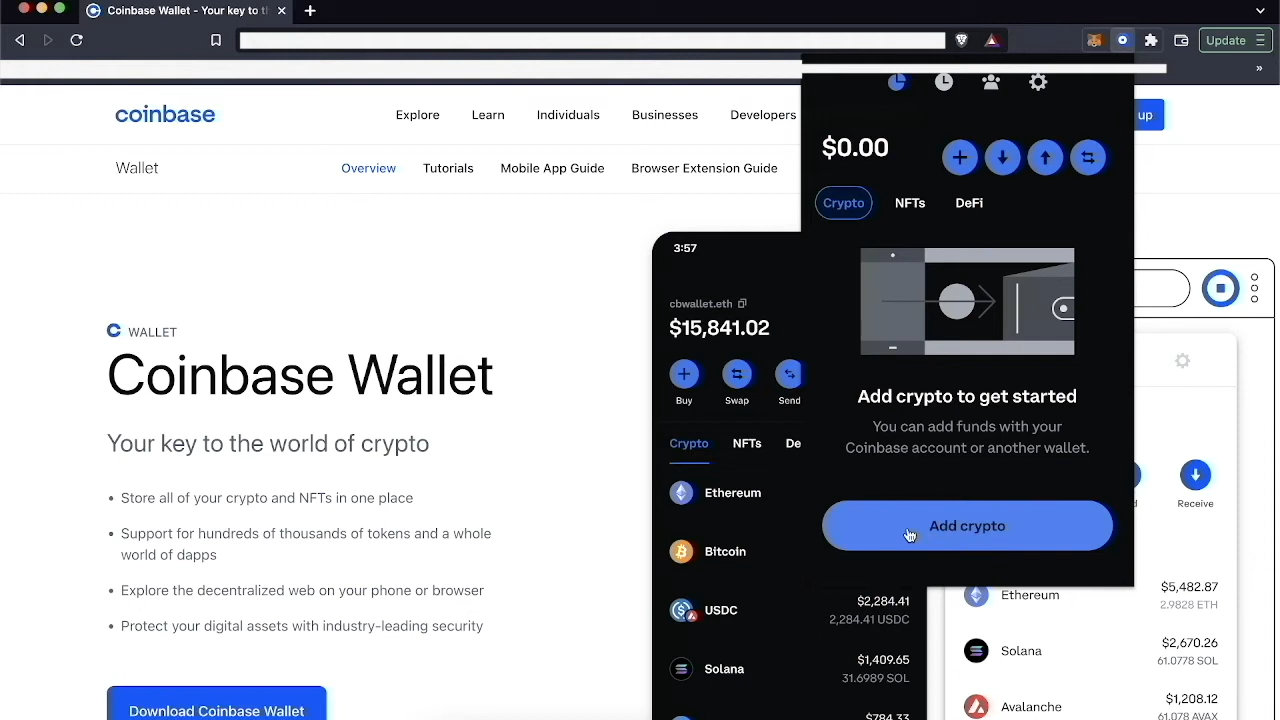 Coinbase Wallet - Your key to t
Update
coinbase
Explore
Learn
Individuals
Businesses
Developers
up
Wallet
Overview
Tutorials
Mobile App Guide
Browser Extension Guide
$0.00
Crypto
NFTs
DeFi
Add crypto to get started
You can add funds with your
Coinbase account or another wallet.
Add crypto
WALLET
Coinbase Wallet
Your key to the world of crypto
• Store all of your crypto and NFTs in one place
• Support for hundreds of thousands of tokens and a whole
world of dapps
• Explore the decentralized web on your phone or browser
• Protect your digital assets with industry-leading security
Download Coinbase Wallet
3:57
cbwallet.eth
$15,841.02
Buy
Swap
Send
Crypto
NFTs
De
Ethereum
Bitcoin
USDC
$2,284.41
2,284.41 USDC
Solana
$1,409.65
31.6989 SOL
$784.33
d
Receive
Ethereum
$5,482.87
2.9828 ETH
Solana
$2,670.26
61.0778 SOL
Avalanche
$1,208.12
61.078 AVAX